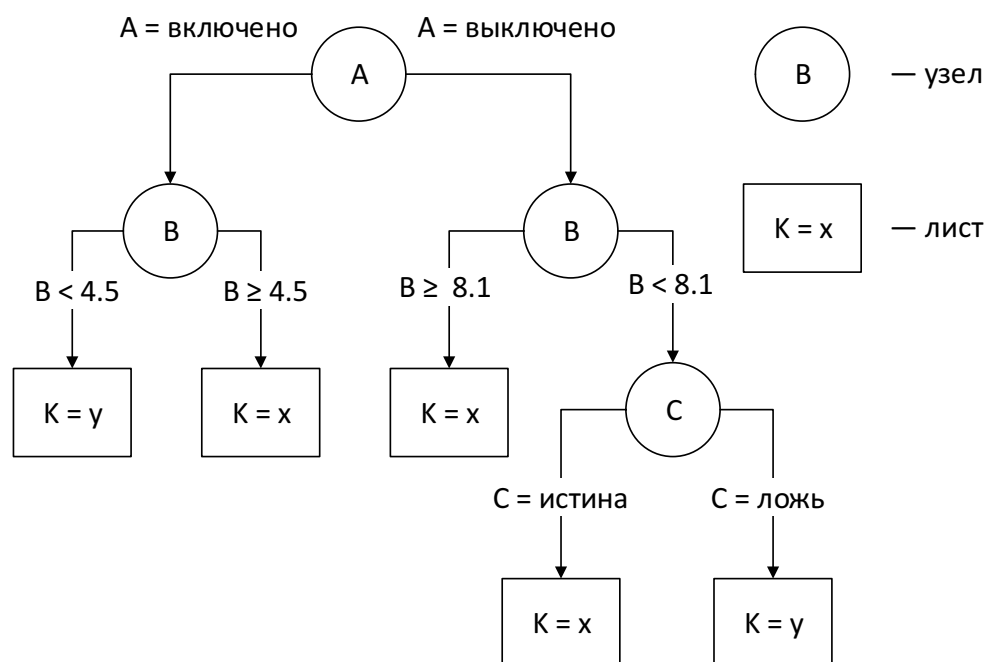 A = включено
A = выключено
A
B
— узел
B
B
K = x
— лист
B < 4.5
B ≥ 4.5
B ≥ 8.1
B < 8.1
K = y
K = x
K = x
C
C = истина
C = ложь
K = x
K = y